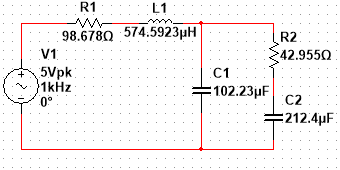 R1
98.678Ω
L1
574.5923µH
V1
5Vpk
1kHz
0°
C1
102.23µF
R2
42.955Ω
C2
212.4µF